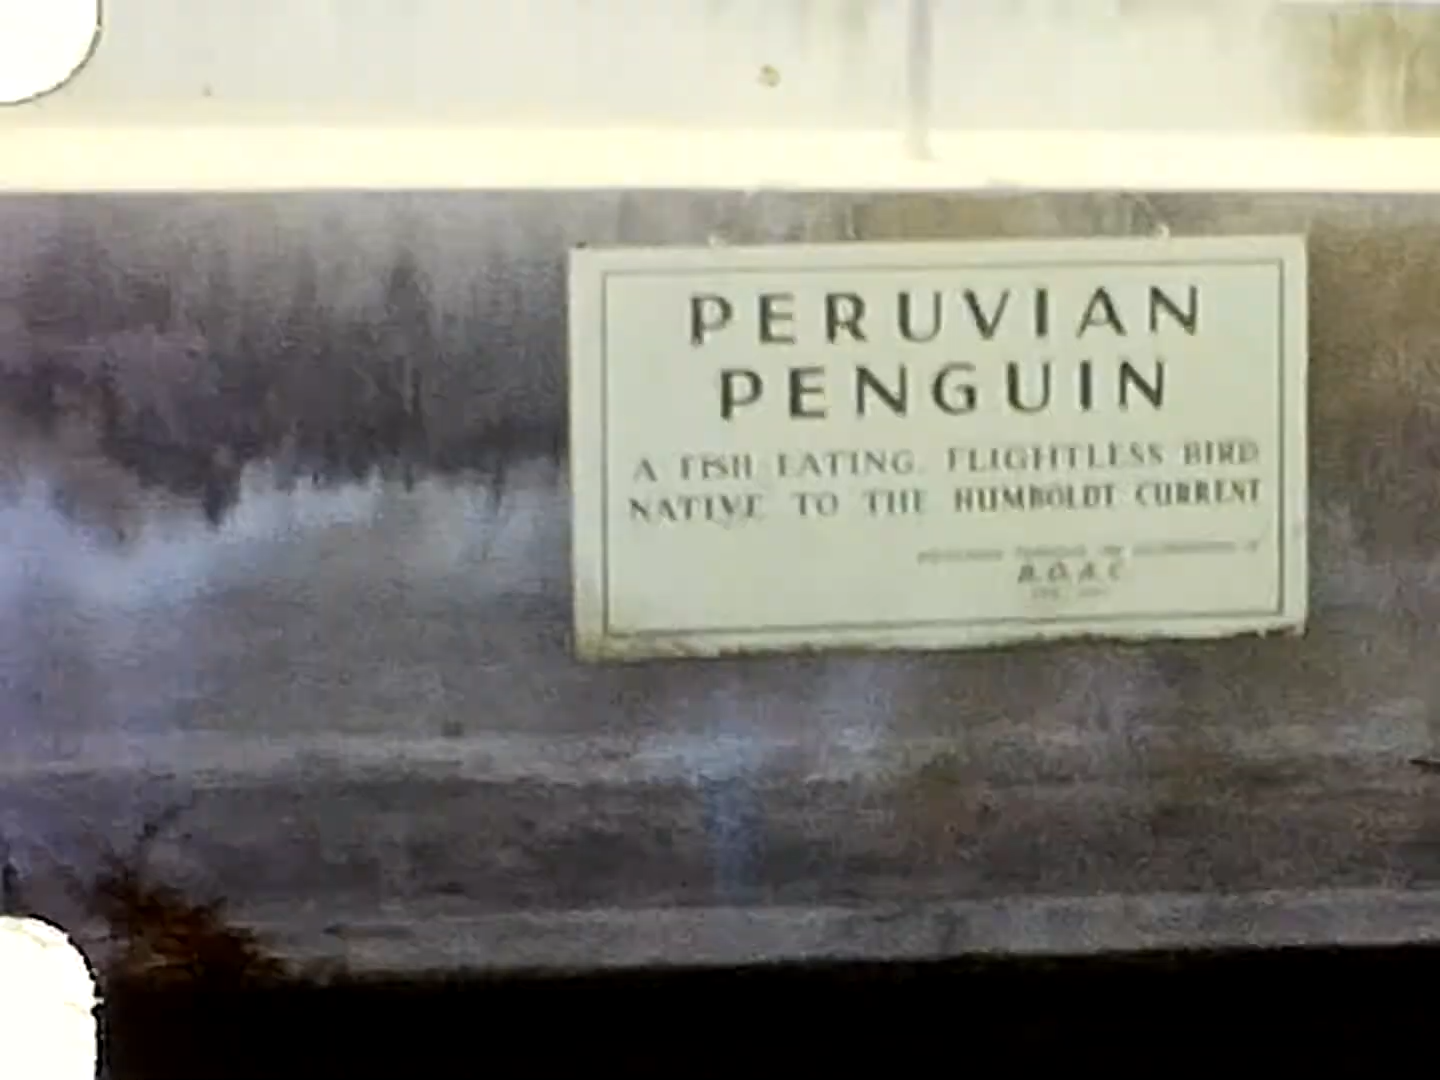 PERUVIAN
PENGUIN
A FISH EATING. FLIGHTLESS BIRD
NATIVE TO THE HUMBOLDT CURRENT
B.O.A.C